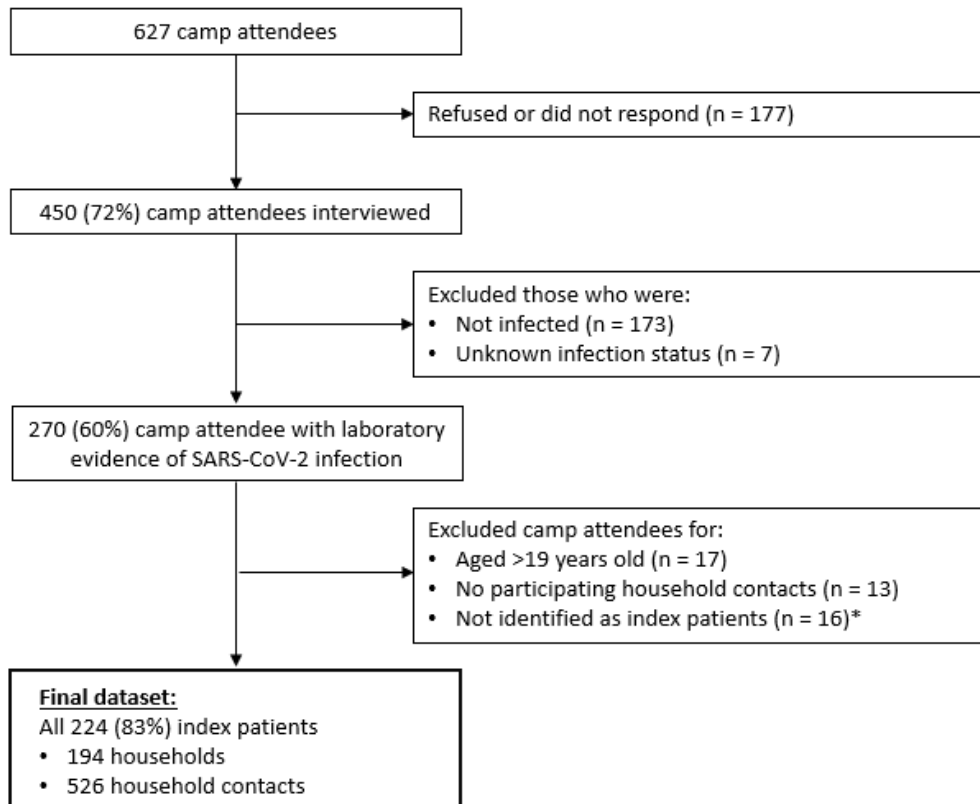 627 camp attendees
Refused or did not respond (n = 177)
450 (72%) camp attendees interviewed
Excluded those who were:
• Not infected (n = 173)
• Unknown infection status (n = 7)
270 (60%) camp attendee with laboratory
evidence of SARS-CoV-2 infection
Excluded camp attendees for:
• Aged >19 years old (n = 17)
• No participating household contacts (n = 13)
• Not identified as index patients (n = 16)*
Final dataset:
All 224 (83%) index patients
• 194 households
• 526 household contacts